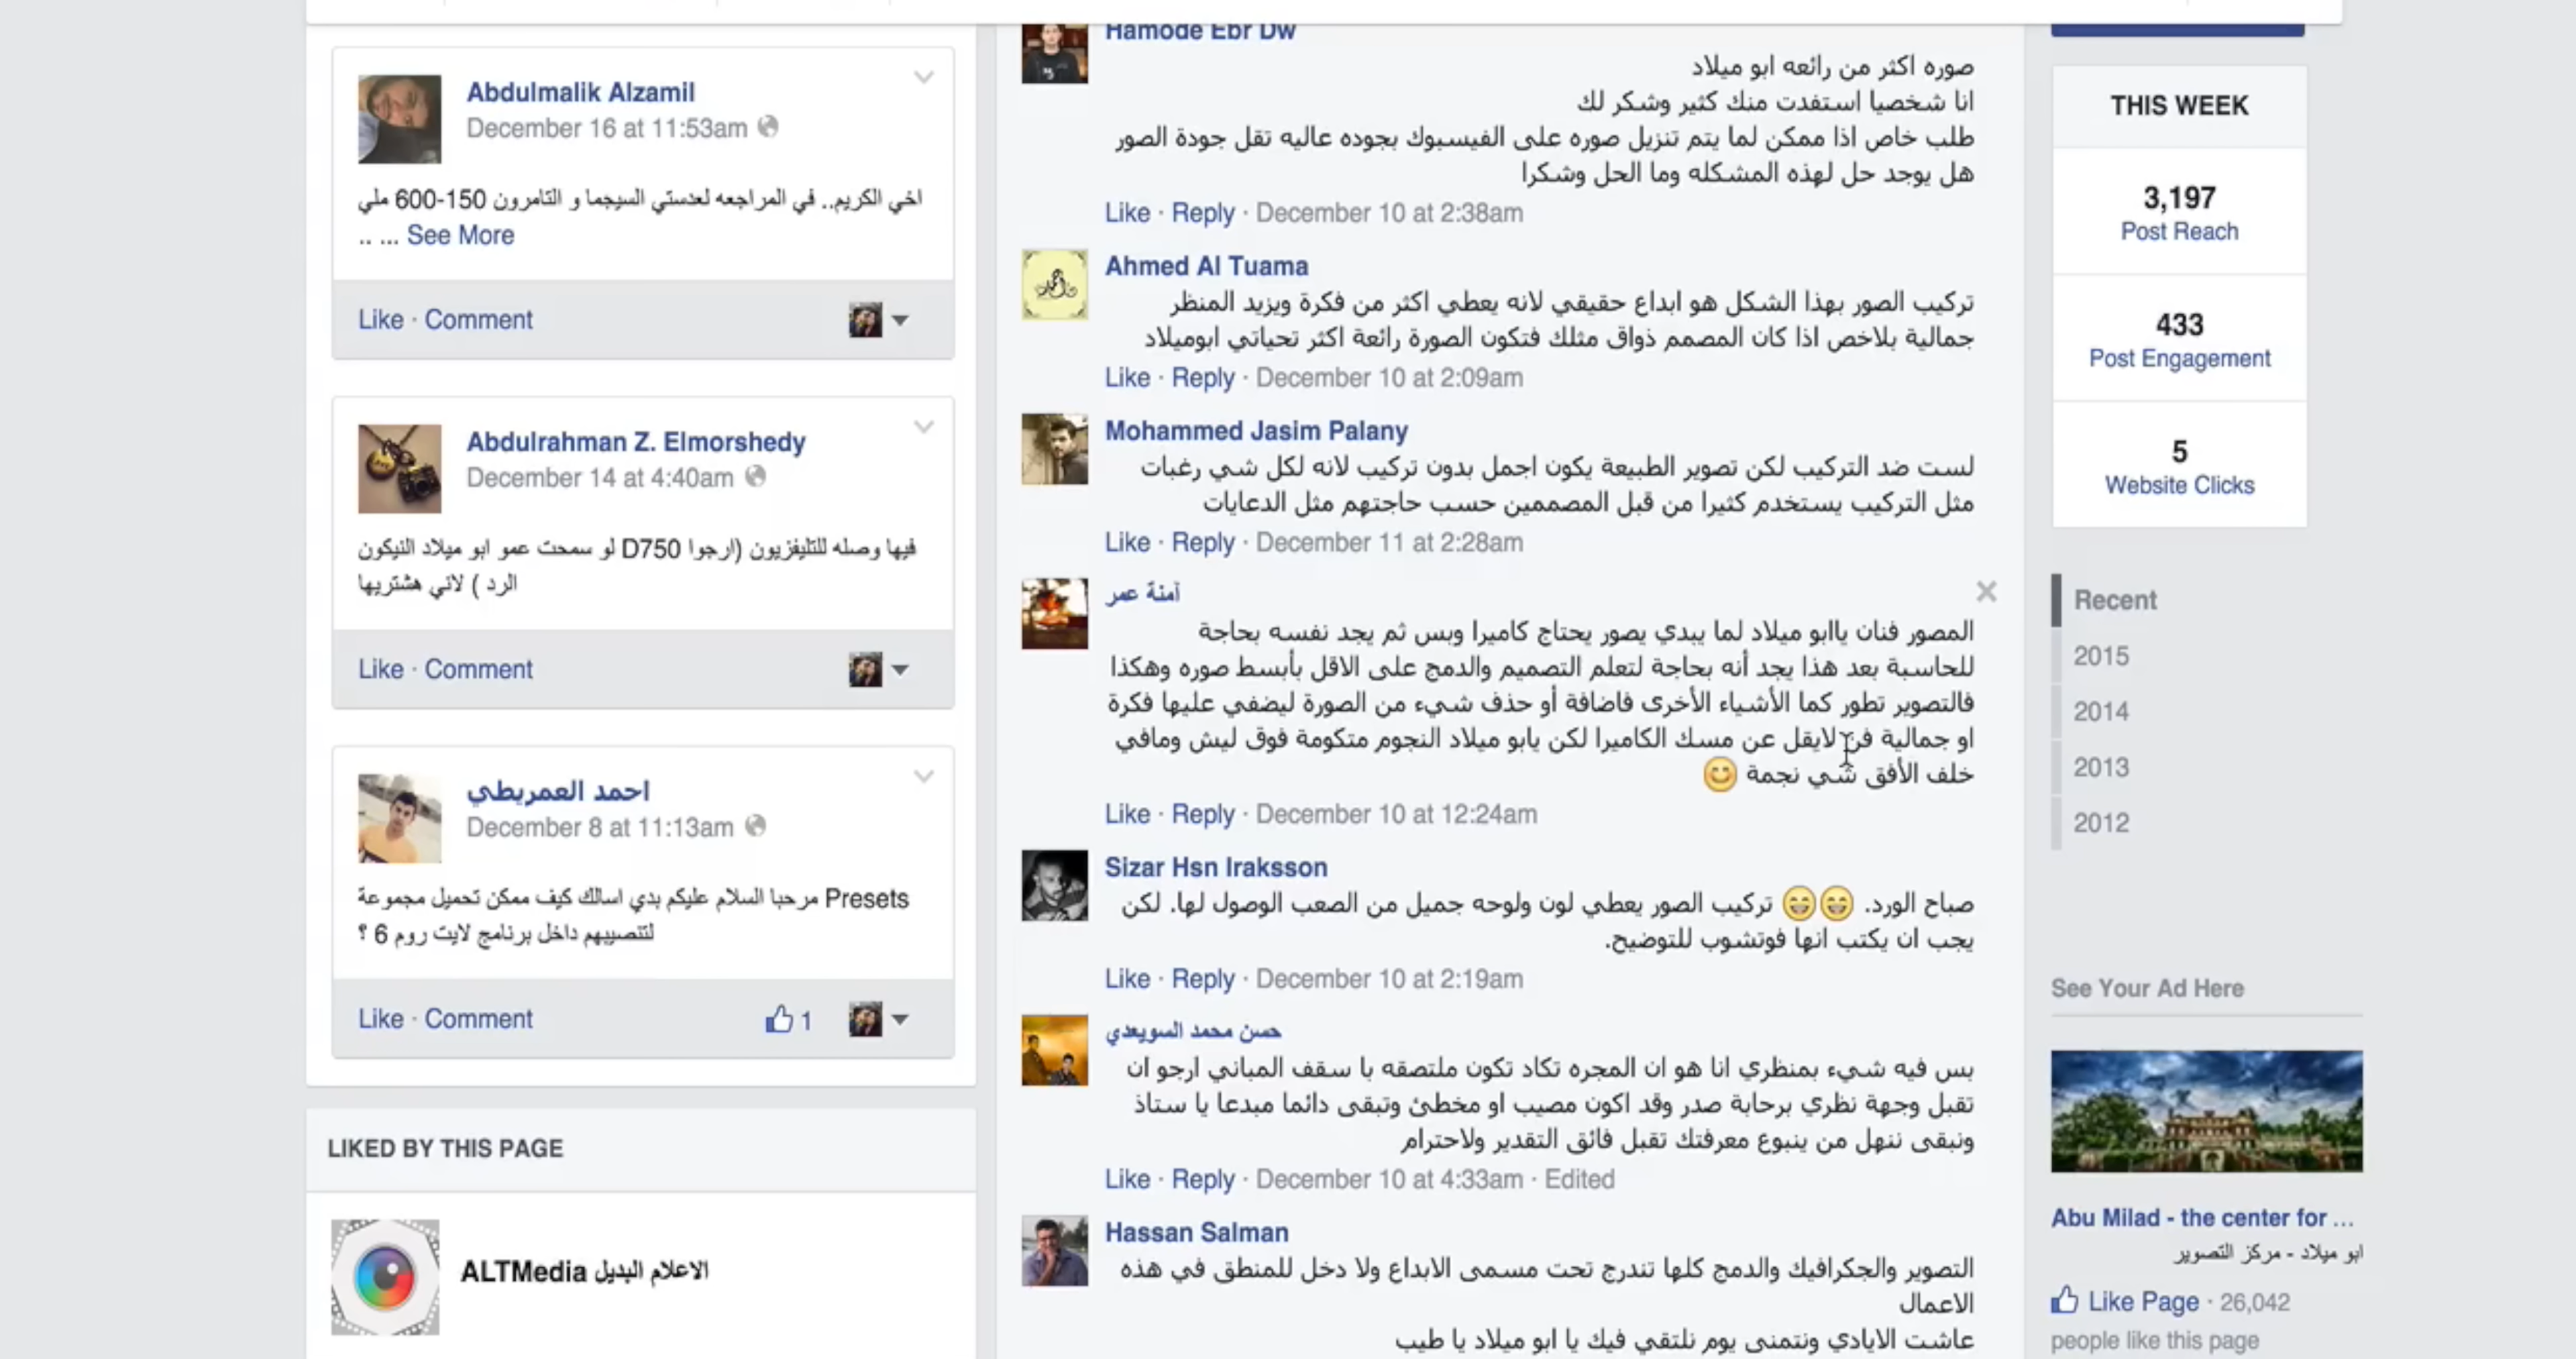 Abdulmalik Alzamil
December 16 at 11:53am
اخي الكريم.. في المراجعه لعدستي السيجما و التامرون 150-600 ملي
.. ... See More
Like · Comment
Abdulrahman Z. Elmorshedy
December 14 at 4:40am
فيها وصله للتليفزيون (ارجوا D750 لو سمحت عمو ابو ميلاد النيكون
الرد ) لاني هشتريها
Like · Comment
احمد العمريطي
December 8 at 11:13am
Presets مرحبا السلام عليكم بدي اسالك كيف ممكن تحميل مجموعة
لتنصيبهم داخل برنامج لايت روم 6 ؟
Like · Comment
1
LIKED BY THIS PAGE
ALTMedia الاعلام البديل
Hamode Ebr Dw
صوره اكثر من رائعه ابو ميلاد
انا شخصيا استفدت منك كثير وشكر لك
طلب خاص اذا ممكن لما يتم تنزيل صوره على الفيسبوك بجوده عاليه تقل جودة الصور
هل يوجد حل لهذه المشكله وما الحل وشكرا
Like · Reply · December 10 at 2:38am
Ahmed Al Tuama
تركيب الصور بهذا الشكل هو ابداع حقيقي لانه يعطي اكثر من فكرة ويزيد المنظر
جمالية بلاخص اذا كان المصمم ذواق مثلك فتكون الصورة رائعة اكثر تحياتي ابوميلاد
Like · Reply · December 10 at 2:09am
Mohammed Jasim Palany
لست ضد التركيب لكن تصوير الطبيعة يكون اجمل بدون تركيب لانه لكل شي رغبات
مثل التركيب يستخدم كثيرا من قبل المصممين حسب حاجتهم مثل الدعايات
Like · Reply · December 11 at 2:28am
آمنة عمر
المصور فنان ياابو ميلاد لما يبدي يصور يحتاج كاميرا وبس ثم يجد نفسه بحاجة
للحاسبة بعد هذا يجد أنه بحاجة لتعلم التصميم والدمج على الاقل بأبسط صوره وهكذا
فالتصوير تطور كما الأشياء الأخرى فاضافة أو حذف شيء من الصورة ليضفي عليها فكرة
او جمالية فن لايقل عن مسك الكاميرا لكن يابو ميلاد النجوم متكومة فوق ليش ومافي
خلف الأفق شي نجمة 😊
Like · Reply · December 10 at 12:24am
Sizar Hsn Iraksson
صباح الورد. 😄😄 تركيب الصور يعطي لون ولوحه جميل من الصعب الوصول لها. لكن
يجب ان يكتب انها فوتشوب للتوضيح.
Like · Reply · December 10 at 2:19am
حسن محمد السويعدي
بس فيه شيء بمنظري انا هو ان المجره تكاد تكون ملتصقه با سقف المباني ارجو ان
تقبل وجهة نظري برحابة صدر وقد اكون مصيب او مخطئ وتبقى دائما مبدعا يا ستاذ
ونبقى ننهل من ينبوع معرفتك تقبل فائق التقدير ولاحترام
Like · Reply · December 10 at 4:33am · Edited
Hassan Salman
التصوير والجكرافيك والدمج كلها تندرج تحت مسمى الابداع ولا دخل للمنطق في هذه
الاعمال
عاشت الايادي ونتمنى يوم نلتقي فيك يا ابو ميلاد يا طيب
THIS WEEK
3,197
Post Reach
433
Post Engagement
5
Website Clicks
Recent
2015
2014
2013
2012
See Your Ad Here
Abu Milad - the center for ...
ابو ميلاد - مركز التصوير
Like Page · 26,042
people like this page